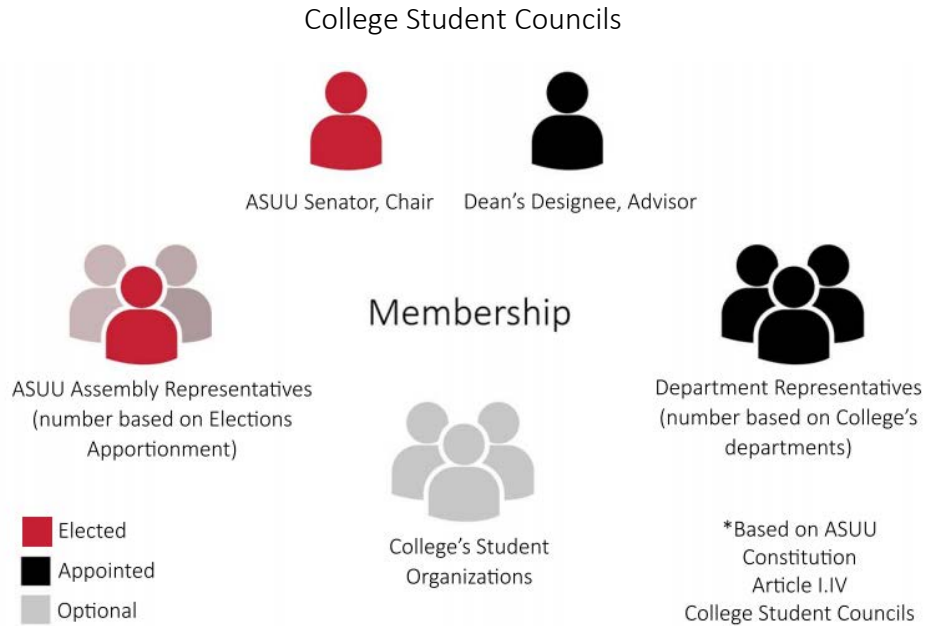 College Student Councils
ASUU Senator, Chair
Dean's Designee, Advisor
Membership
ASUU Assembly Representatives
(number based on Elections
Apportionment)
Department Representatives
(number based on College's
departments)
College's Student
Organizations
Elected
Appointed
Optional
*Based on ASUU
Constitution
Article I.IV
College Student Councils